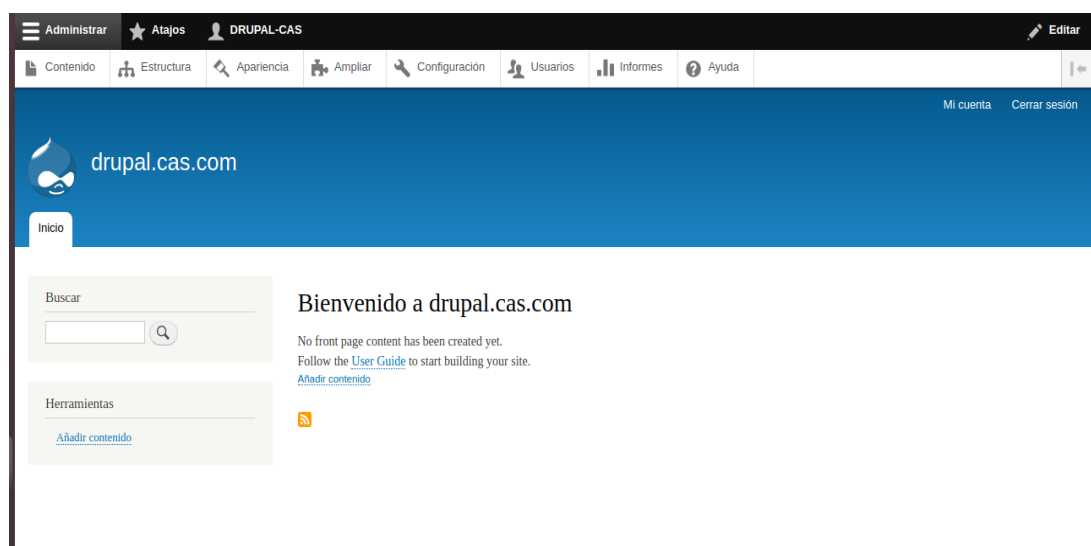 Administrar Atajos DRUPAL-CAS Editar
Contenido Estructura Apariencia Ampliar Configuración Usuarios Informes Ayuda
Mi cuenta Cerrar sesión
drupal.cas.com
Inicio
Buscar
Herramientas
Añadir contenido
Bienvenido a drupal.cas.com
No front page content has been created yet.
Follow the User Guide to start building your site.
Añadir contenido